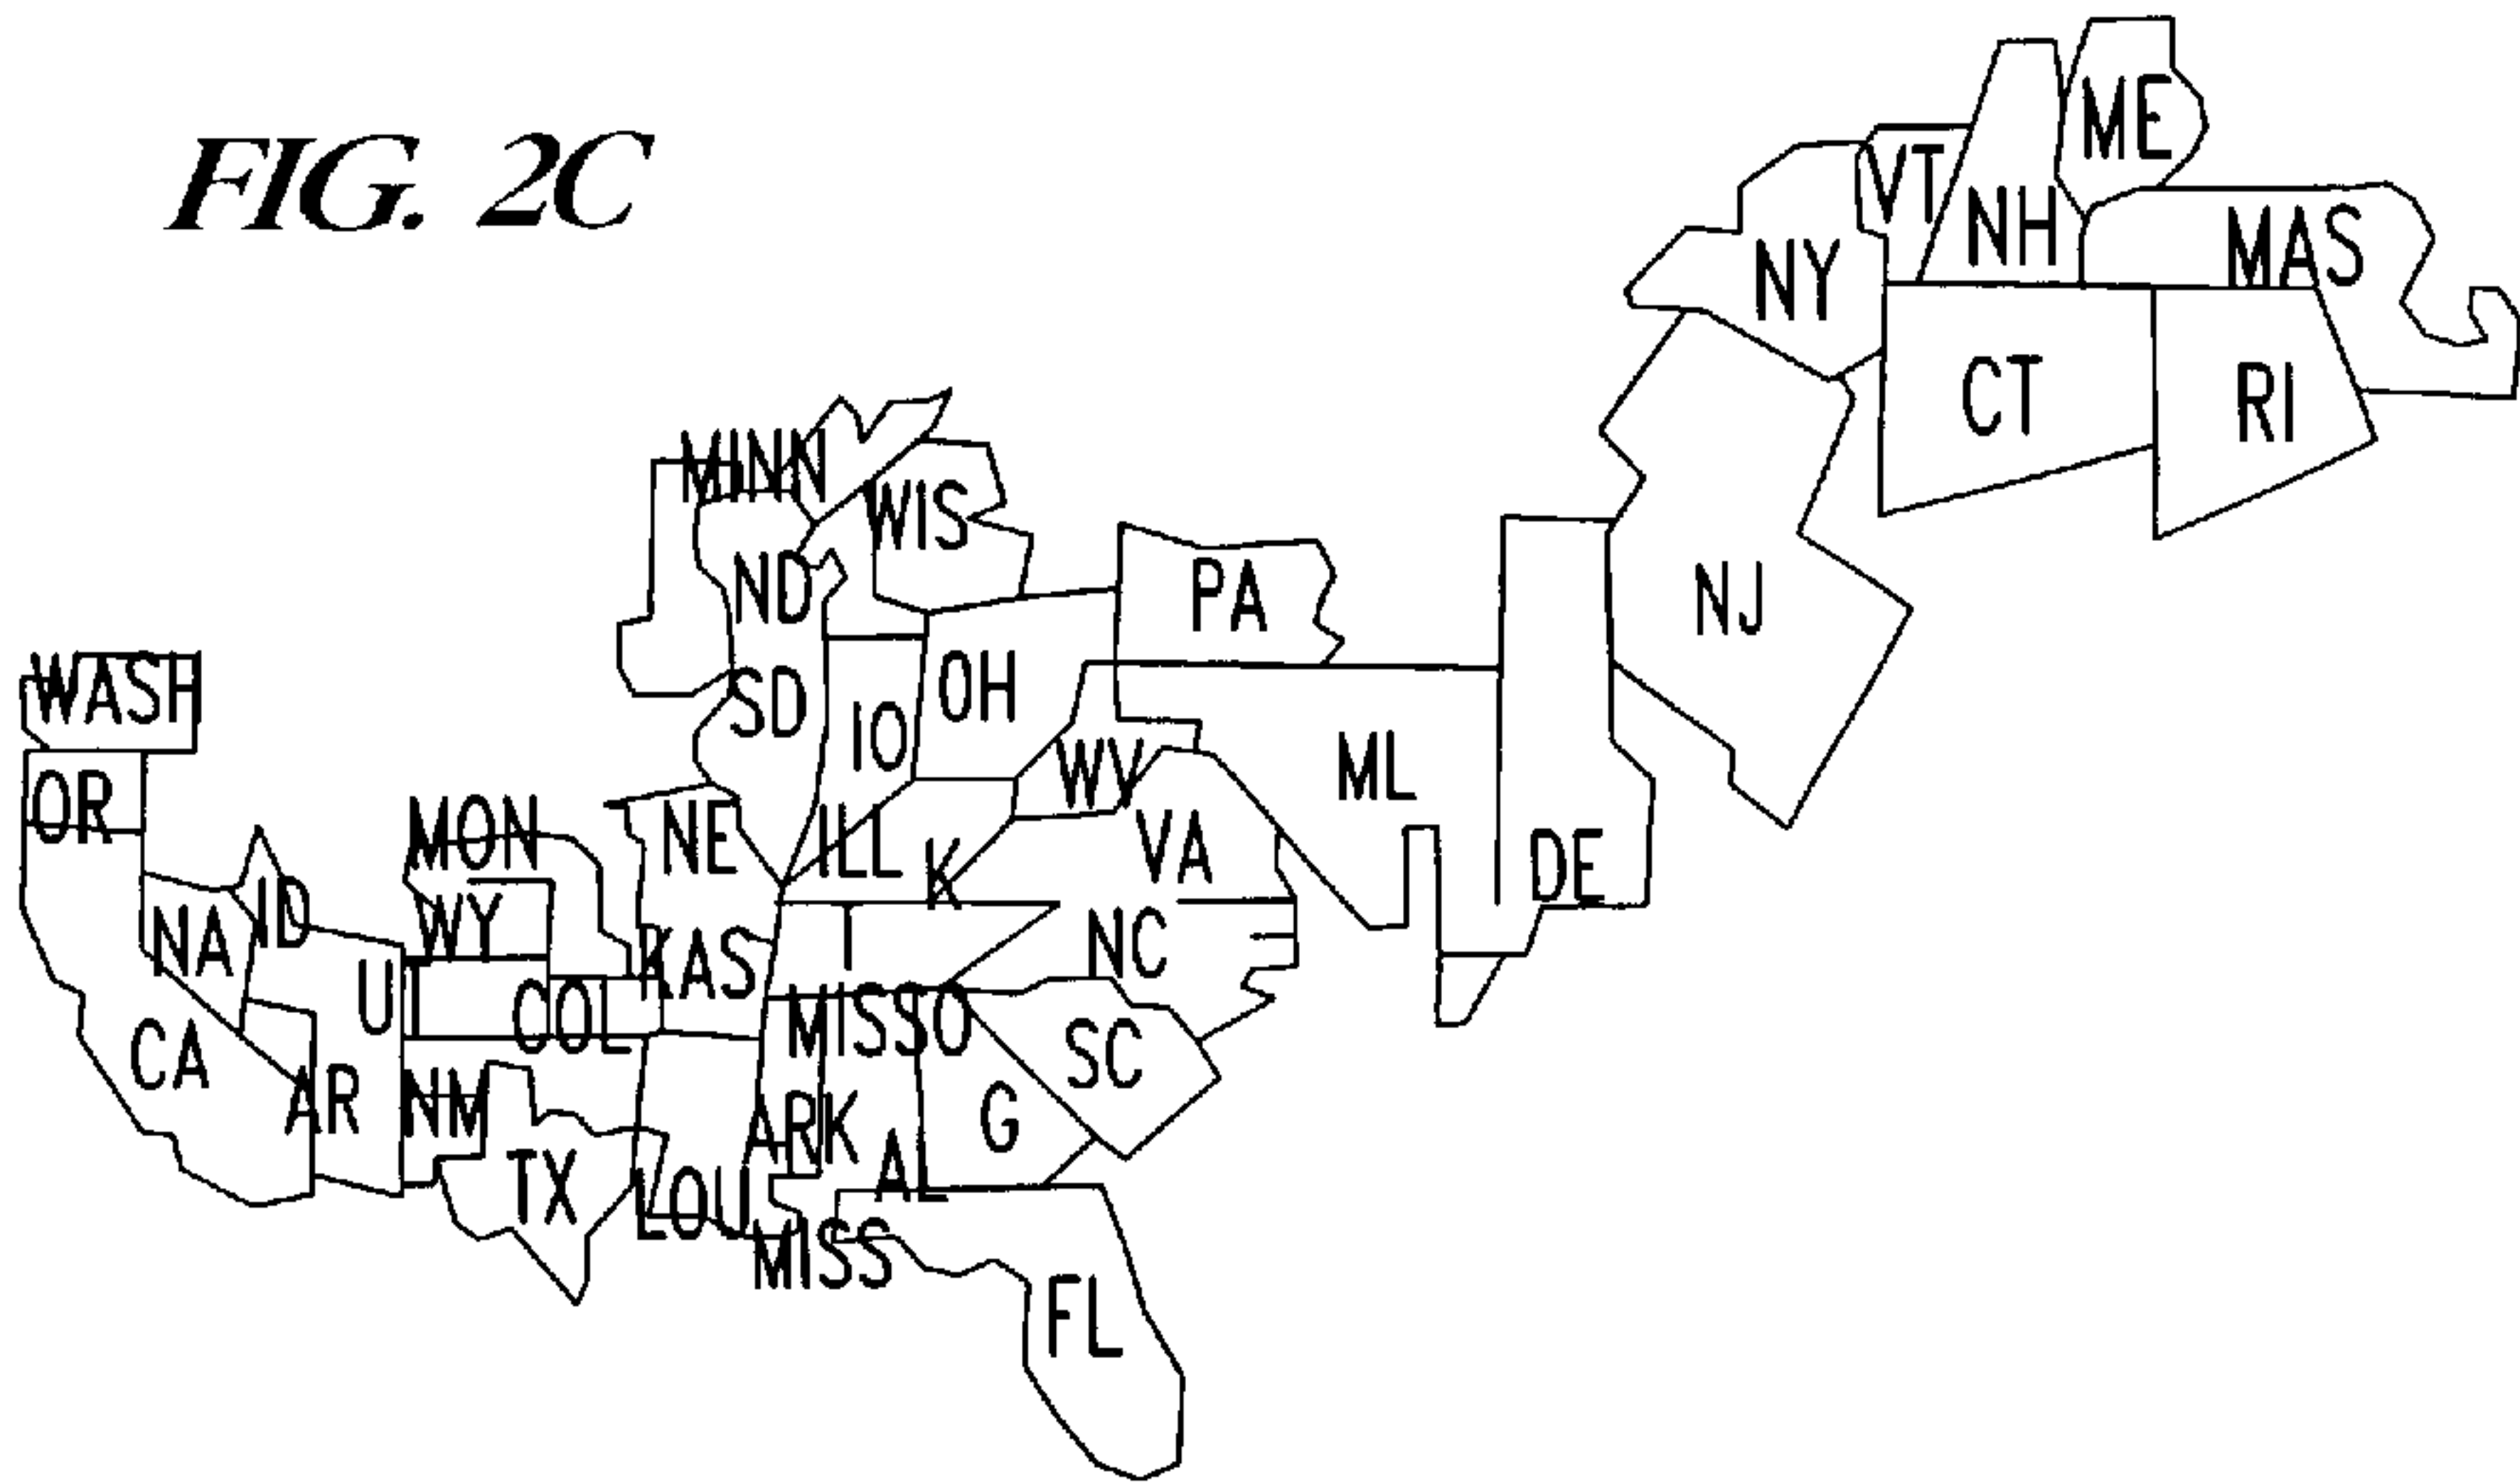 FIG. 2C
ME
VT
NH
MAS
NY
CT
RI
MINN
WIS
ND
PA
NJ
WASH
SD
OH
IO
WV
ML
OR
MON
NE
ILL
K
VA
DE
NA
ID
WY
KAS
T
NC
UT
COL
MISSO
SC
CA
AR
NM
ARK
G
AL
TX
LOU
MISS
FL